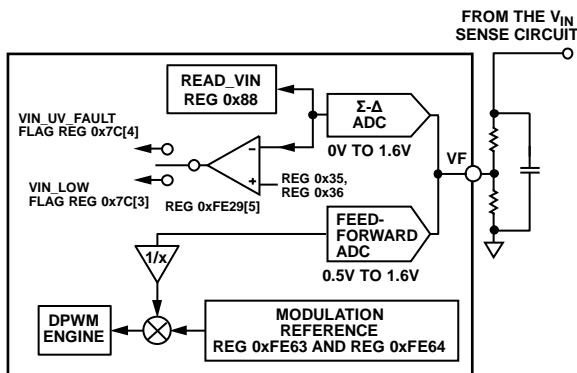 FROM THE VIN
SENSE CIRCUIT
READ_VIN
REG 0x88
Σ-Δ
ADC
VIN_UV_FAULT
FLAG REG 0x7C[4]
–
0V TO 1.6V
VF
VIN_LOW
FLAG REG 0x7C[3]
+
REG 0x35,
REG 0x36
REG 0xFE29[5]
FEED-
FORWARD
ADC
1/x
0.5V TO 1.6V
DPWM
ENGINE
MODULATION
REFERENCE
REG 0xFE63 AND REG 0xFE64